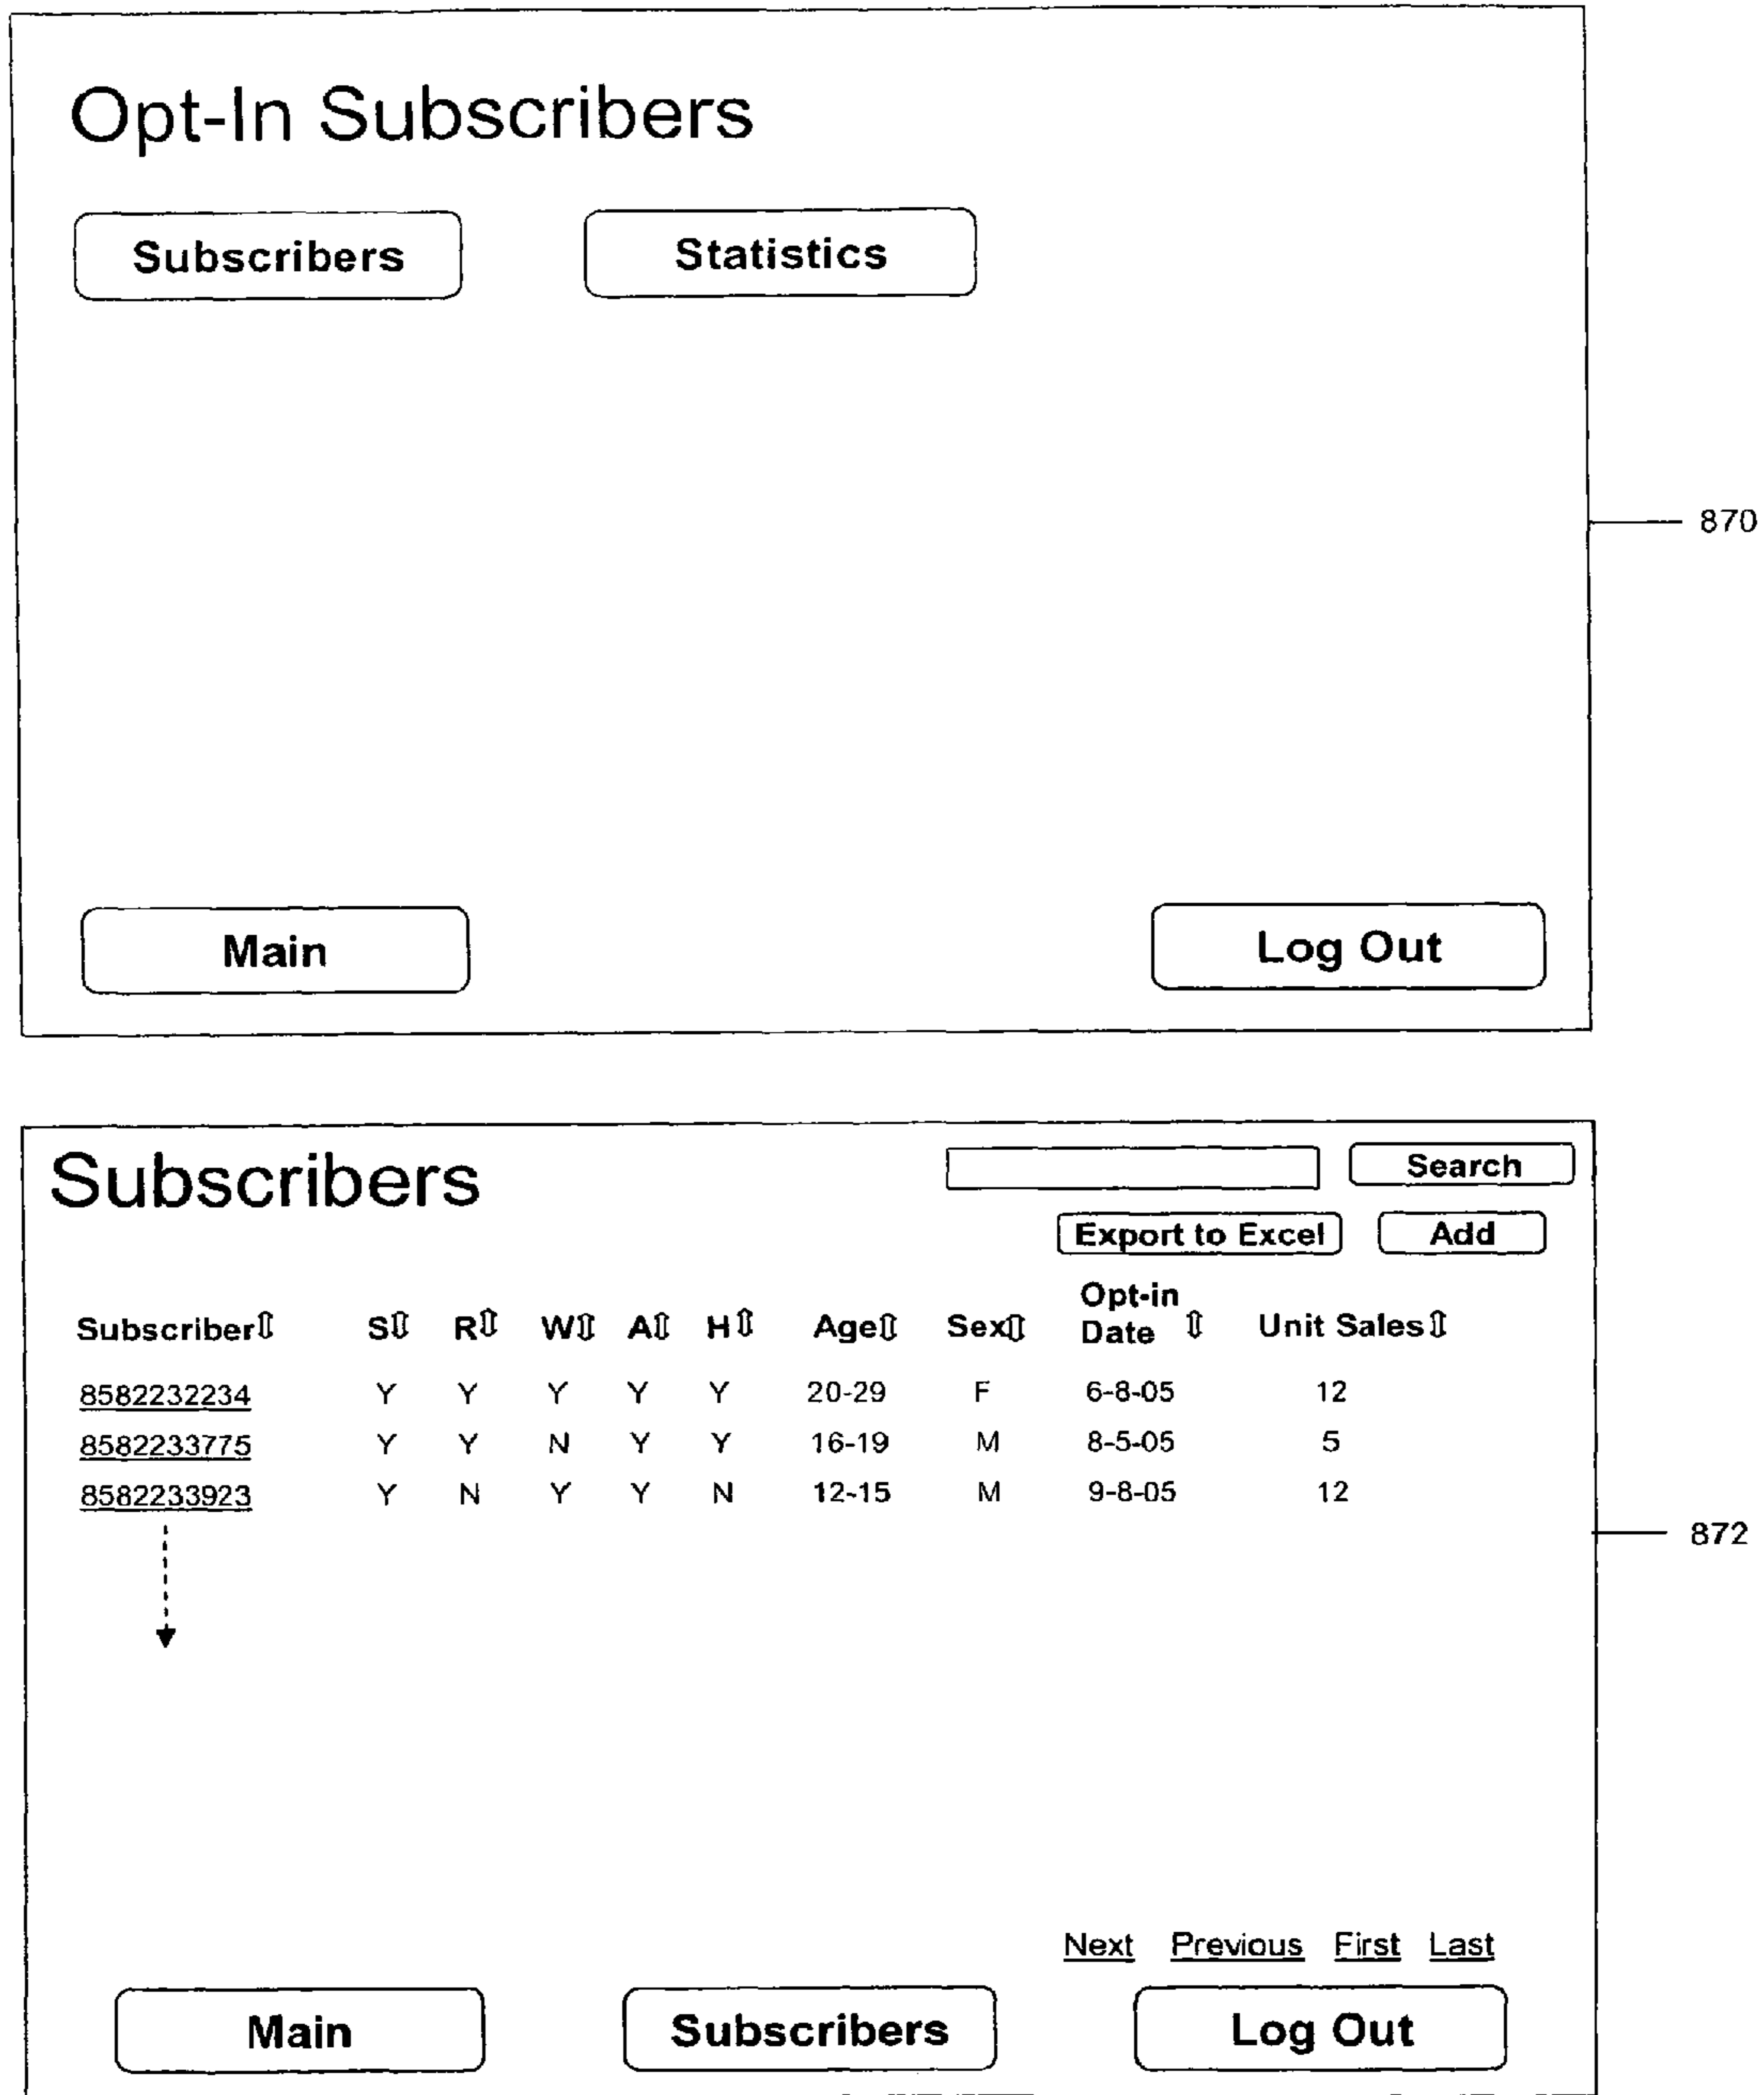 Opt-In Subscribers
Subscribers Statistics
870
Main Log Out
Subscribers Search
Export to Excel Add
Subscriber⇕ S⇕ R⇕ W⇕ A⇕ H⇕ Age⇕ Sex⇕ Opt-in Date ⇕ Unit Sales⇕
8582232234 Y Y Y Y Y 20-29 F 6-8-05 12
8582233775 Y Y N Y Y 16-19 M 8-5-05 5
8582233923 Y N Y Y N 12-15 M 9-8-05 12
872
Next Previous First Last
Main Subscribers Log Out